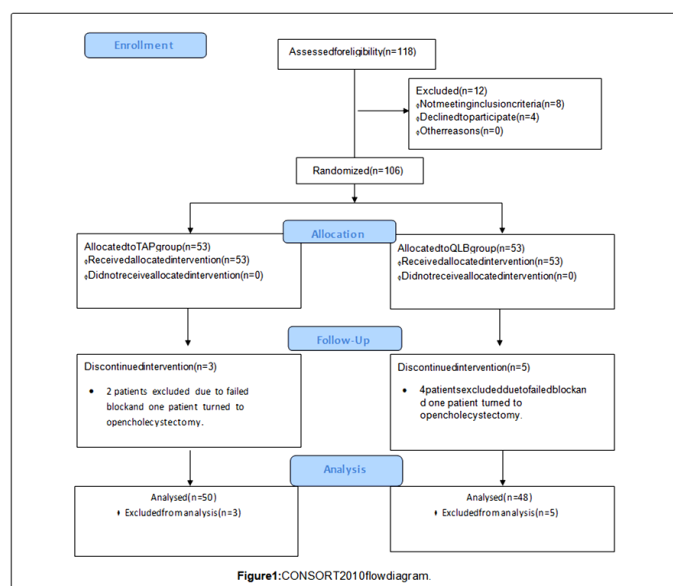 Enrollment
Assessedforeligibility(n=118)
Excluded(n=12)
⌽Notmeetinginclusioncriteria(n=8)
⌽Declinedtoparticipate(n=4)
⌽Otherreasons(n=0)
Randomized(n=106)
Allocation
AllocatedtoTAPgroup(n=53)
⌽Receivedallocatedintervention(n=53)
⌽Didnotreceiveallocatedintervention(n=0)
AllocatedtoQLBgroup(n=53)
⌽Receivedallocatedintervention(n=53)
⌽Didnotreceiveallocatedintervention(n=0)
Follow-Up
Discontinuedintervention(n=3)
• 2 patients excluded due to failed
blockand one patient turned to
opencholecystectomy.
Discontinuedintervention(n=5)
• 4patientsexcludedduetofailedblockan
d one patient turned to
opencholecystectomy.
Analysis
Analysed(n=50)
⧫ Excludedfromanalysis(n=3)
Analysed(n=48)
⧫ Excludedfromanalysis(n=5)
Figure1:CONSORT2010flowdiagram.